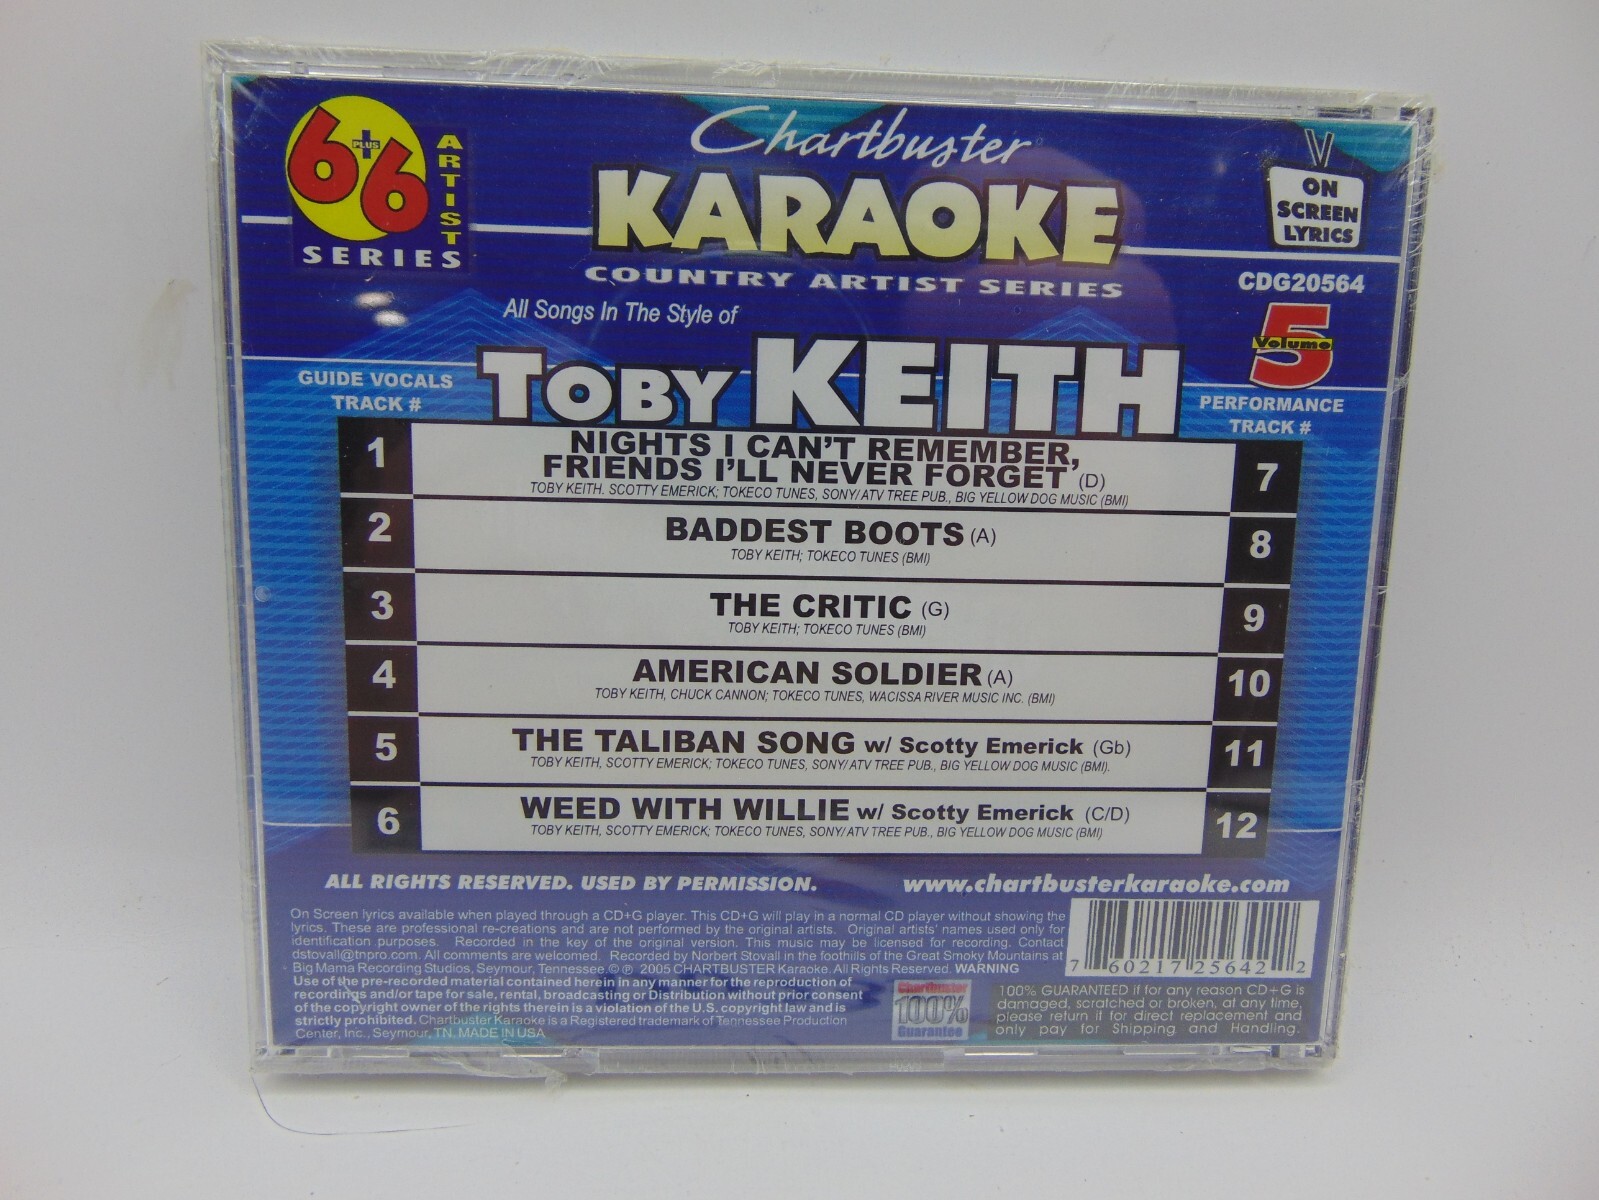 6 PLUS + 6
ARTIST
SERIES
Chartbuster
KARAOKE
COUNTRY ARTIST SERIES
ON
SCREEN
LYRICS
CDG20564
All Songs In The Style of
5
Volume
TOBY KEITH
GUIDE VOCALS
TRACK #
PERFORMANCE
TRACK #
1 NIGHTS I CAN'T REMEMBER,
FRIENDS I'LL NEVER FORGET (D) 7
TOBY KEITH, SCOTTY EMERICK; TOKECO TUNES, SONY/ATV TREE PUB., BIG YELLOW DOG MUSIC (BMI)
2 BADDEST BOOTS (A) 8
TOBY KEITH; TOKECO TUNES (BMI)
3 THE CRITIC (G) 9
TOBY KEITH; TOKECO TUNES (BMI)
4 AMERICAN SOLDIER (A) 10
TOBY KEITH, CHUCK CANNON; TOKECO TUNES, WACISSA RIVER MUSIC INC. (BMI)
5 THE TALIBAN SONG w/ Scotty Emerick (Gb) 11
TOBY KEITH, SCOTTY EMERICK; TOKECO TUNES, SONY/ATV TREE PUB., BIG YELLOW DOG MUSIC (BMI).
6 WEED WITH WILLIE w/ Scotty Emerick (C/D) 12
TOBY KEITH, SCOTTY EMERICK; TOKECO TUNES, SONY/ATV TREE PUB., BIG YELLOW DOG MUSIC (BMI)
ALL RIGHTS RESERVED. USED BY PERMISSION.
www.chartbusterkaraoke.com
On Screen lyrics available when played through a CD+G player. This CD+G will play in a normal CD player without showing the
lyrics. These are professional re-creations and are not performed by the original artists. Original artists' names used only for
identification purposes. Recorded in the key of the original version. This music may be licensed for recording. Contact
dstovall@tnpro.com. All comments are welcomed. Recorded by Norbert Stovall in the foothills of the Great Smoky Mountains at
Big Mama Recording Studios, Seymour, Tennessee. © ℗ 2005 CHARTBUSTER Karaoke. All Rights Reserved. WARNING
Use of the pre-recorded material contained herein in any manner for the reproduction of
recordings and/or tape for sale, rental, broadcasting or Distribution without prior consent
of the copyright owner of the rights therein is a violation of the U.S. copyright law and is
strictly prohibited. Chartbuster Karaoke is a Registered trademark of Tennessee Production
Center, Inc., Seymour, TN. MADE IN USA
Chartbuster
100%
Guarantee
7 60217 25642 2
100% GUARANTEED if for any reason CD+G is
damaged, scratched or broken, at any time,
please return it for direct replacement and
only pay for Shipping and Handling.